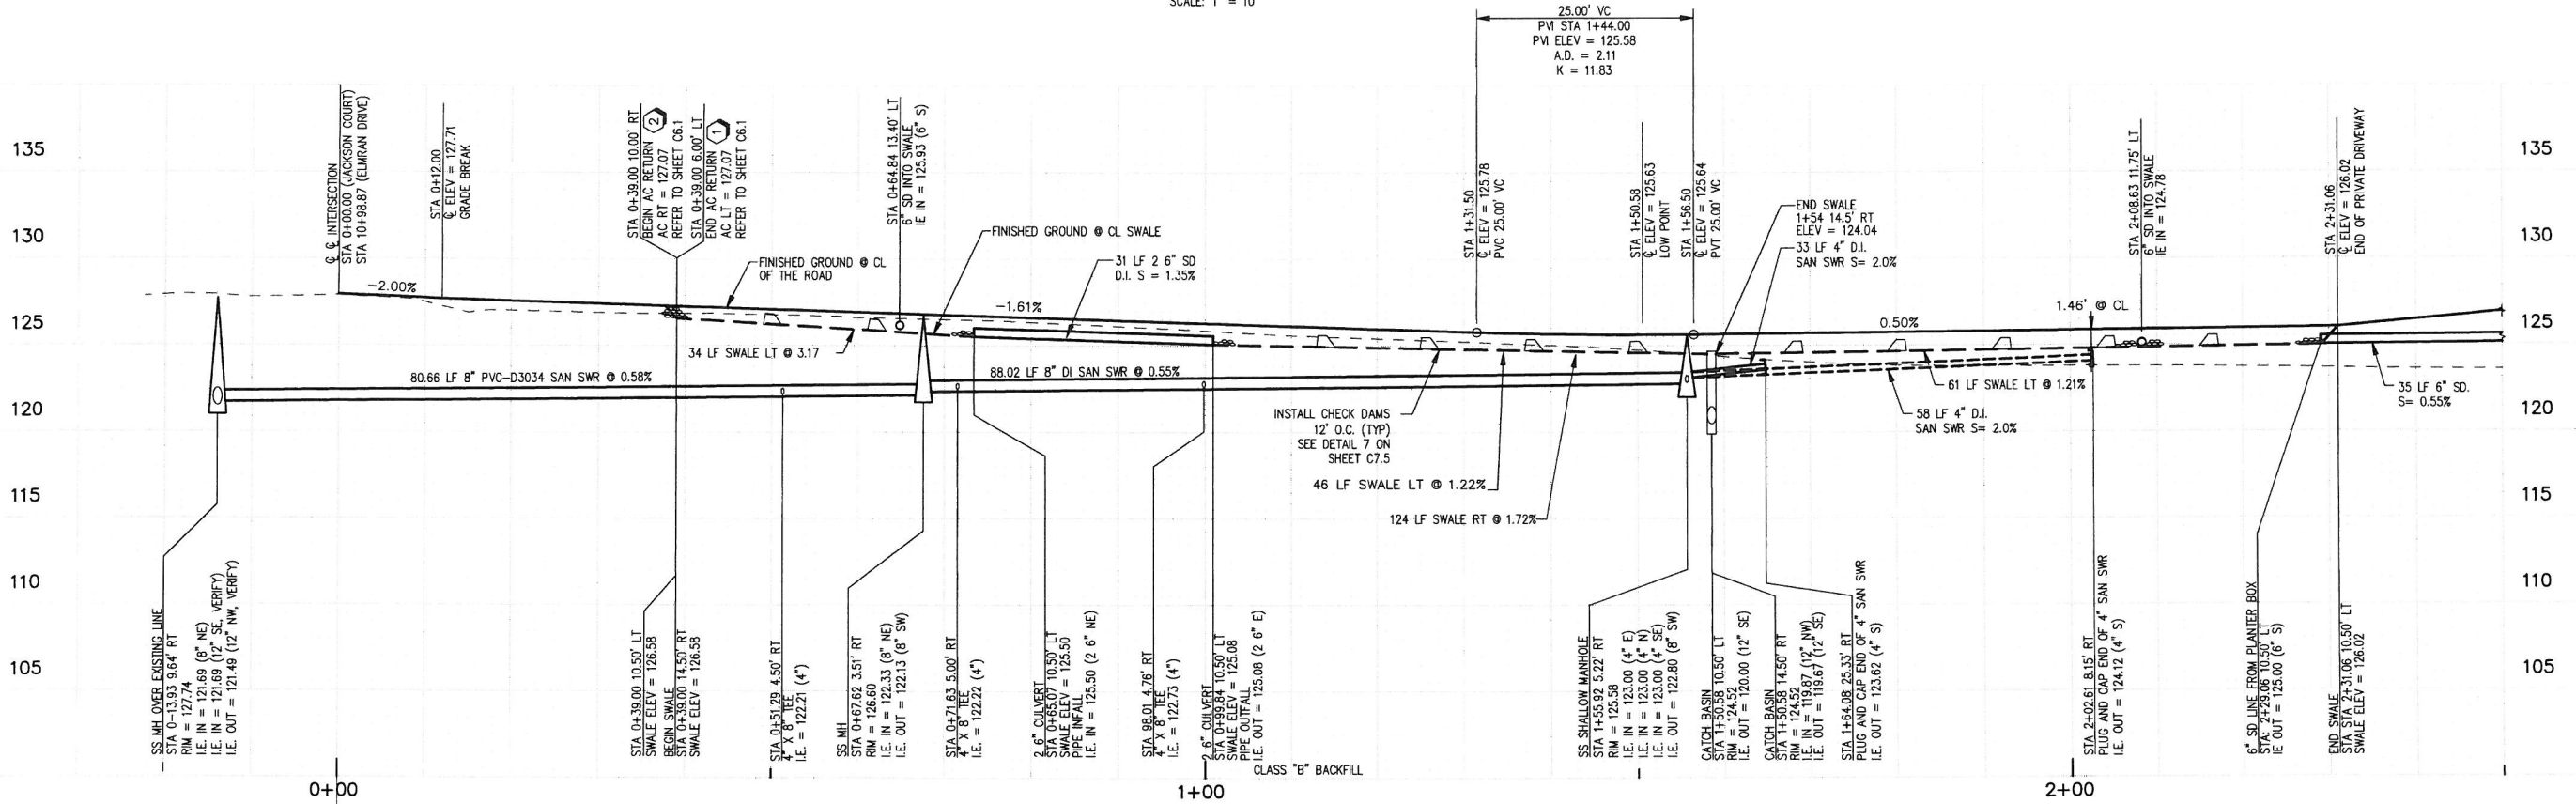 SCALE: 1" = 10'
25.00' VC
PVI STA 1+44.00
PVI ELEV = 125.58
A.D. = 2.11
K = 11.83
135
130
125
120
115
110
105
℄ INTERSECTION
STA 0+00.00 (JACKSON COURT)
STA 10+98.87 (ELMRAN DRIVE)
STA 0+12.00
℄ ELEV = 127.71
GRADE BREAK
STA 0+39.00 10.00' RT
BEGIN AC RETURN 2
AC RT = 127.07
REFER TO SHEET C6.1
STA 0+39.00 6.00' LT
END AC RETURN 1
AC LT = 127.07
REFER TO SHEET C6.1
STA 0+64.84 13.40' LT
6" SD INTO SWALE
IE IN = 125.93 (6" S)
STA 1+31.50
℄ ELEV = 125.78
PVC 25.00' VC
STA 1+50.58
℄ ELEV = 125.63
LOW POINT
STA 1+56.50
℄ ELEV = 125.64
PVT 25.00' VC
END SWALE
1+54 14.5' RT
ELEV = 124.04
33 LF 4" D.I.
SAN SWR S= 2.0%
STA 2+08.63 11.75' LT
6" SD INTO SWALE
IE IN = 124.78
STA 2+31.06
℄ ELEV = 126.02
END OF PRIVATE DRIVEWAY
135
130
125
120
115
110
105
-2.00%
FINISHED GROUND @ CL
OF THE ROAD
FINISHED GROUND @ CL SWALE
31 LF 2 6" SD
D.I. S = 1.35%
-1.61%
0.50%
1.46' @ CL
34 LF SWALE LT @ 3.17
80.66 LF 8" PVC-D3034 SAN SWR @ 0.58%
88.02 LF 8" DI SAN SWR @ 0.55%
INSTALL CHECK DAMS
12' O.C. (TYP)
SEE DETAIL 7 ON
SHEET C7.5
46 LF SWALE LT @ 1.22%
124 LF SWALE RT @ 1.72%
61 LF SWALE LT @ 1.21%
58 LF 4" D.I.
SAN SWR S= 2.0%
35 LF 6" SD.
S= 0.55%
SS MH OVER EXISTING LINE
STA 0-13.93 9.64' RT
RIM = 127.74
I.E. IN = 121.69 (8" NE)
I.E. IN = 121.69 (12" SE, VERIFY)
I.E. OUT = 121.49 (12" NW, VERIFY)
STA 0+39.00 10.50' LT
SWALE ELEV = 126.58
BEGIN SWALE
STA 0+39.00 14.50' RT
SWALE ELEV = 126.58
STA 0+51.29 4.50' RT
4" X 8" TEE
I.E. = 122.21 (4")
SS MH
STA 0+67.62 3.51' RT
RIM = 126.60
I.E. IN = 122.33 (8" NE)
I.E. OUT = 122.13 (8" SW)
STA 0+71.63 5.00' RT
4" X 8" TEE
I.E. = 122.22 (4")
2 6" CULVERT
STA 0+65.07 10.50' LT
SWALE ELEV = 125.50
PIPE INFALL
I.E. IN = 125.50 (2 6" NE)
STA 98.01 4.76' RT
4" X 8" TEE
I.E. = 122.73 (4")
2 6" CULVERT
STA 0+99.84 10.50' LT
SWALE ELEV = 125.08
PIPE OUTFALL
I.E. OUT = 125.08 (2 6" E)
SS SHALLOW MANHOLE
STA 1+55.92 5.22' RT
RIM = 125.58
I.E. IN = 123.00 (4" E)
I.E. IN = 123.00 (4" N)
I.E. IN = 123.00 (4" SE)
I.E. OUT = 122.80 (8" SW)
CATCH BASIN
STA 1+50.58 10.50' LT
RIM = 124.52
I.E. OUT = 120.00 (12" SE)
CATCH BASIN
STA 1+50.58 14.50' RT
RIM = 124.52
I.E. IN = 119.87 (12" NW)
I.E. OUT = 119.67 (12" SE)
STA 1+64.08 25.33' RT
PLUG AND CAP END OF 4" SAN SWR
I.E. OUT = 123.62 (4" S)
STA 2+02.61 8.15' RT
PLUG AND CAP END OF 4" SAN SWR
I.E. OUT = 124.12 (4" S)
6" SD LINE FROM PLANTER BOX
STA: 2+29.06 10.50' LT
IE OUT = 125.00 (6" S)
END SWALE
STA STA 2+31.06 10.50' LT
SWALE ELEV = 126.02
CLASS "B" BACKFILL
0+00
1+00
2+00